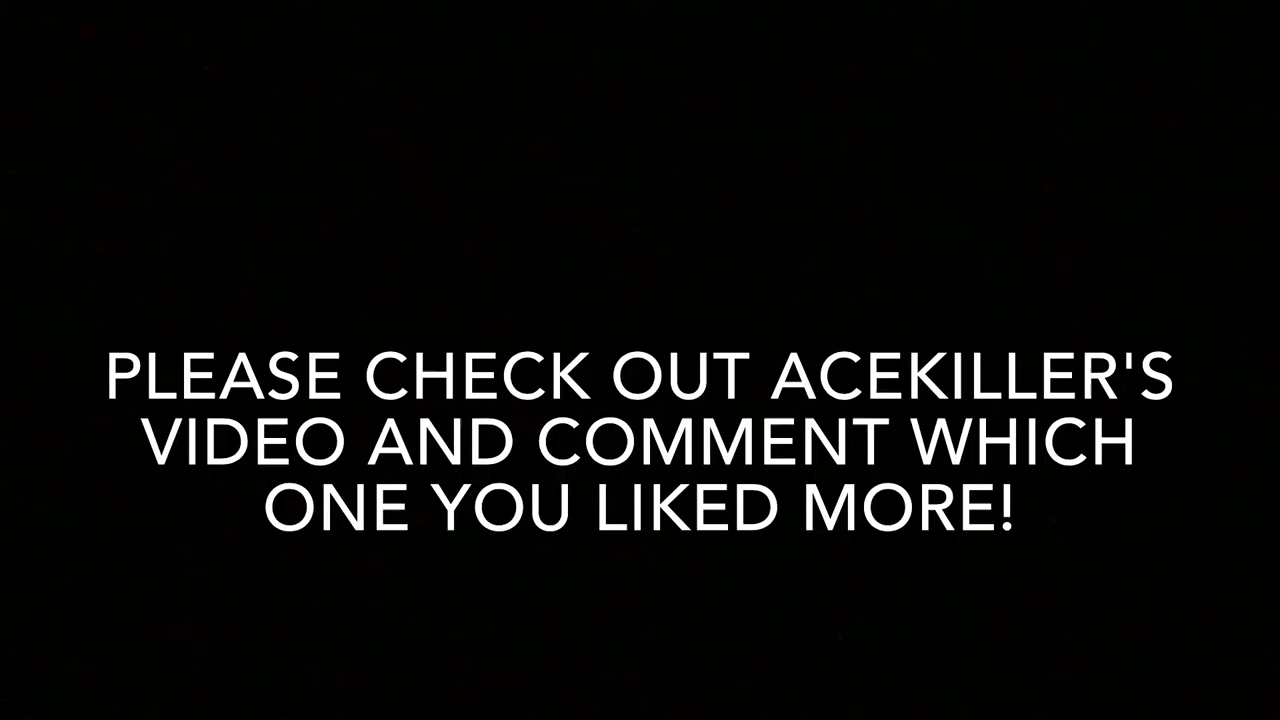 PLEASE CHECK OUT ACEKILLER'S
VIDEO AND COMMENT WHICH
ONE YOU LIKED MORE!